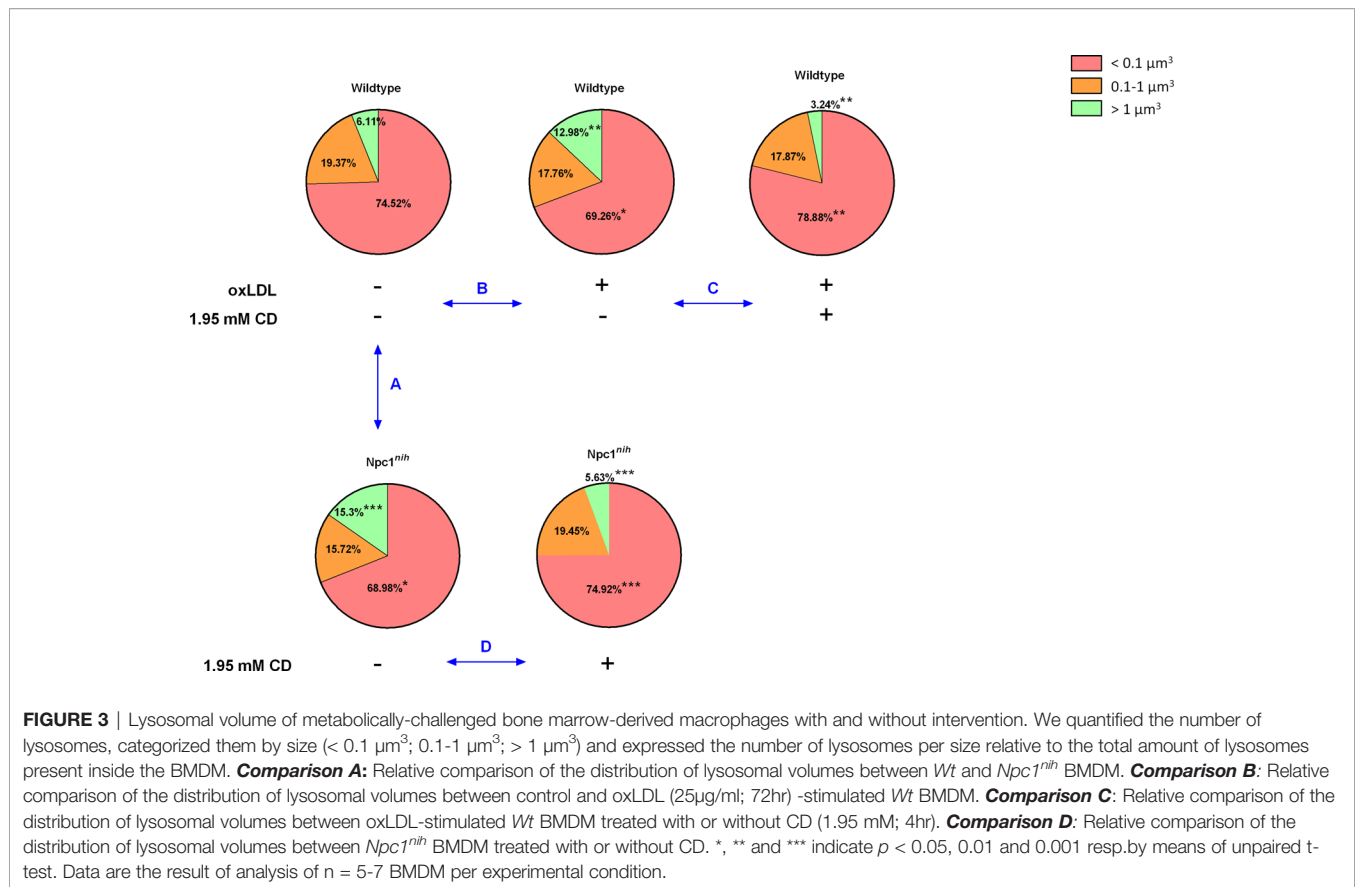 < 0.1 µm³
0.1-1 µm³
> 1 µm³
Wildtype
6.11%
19.37%
74.52%
Wildtype
12.98%**
17.76%
69.26%*
Wildtype
3.24%**
17.87%
78.88%**
oxLDL - B + C +
1.95 mM CD - - +
A
Npc1nih
15.3%***
15.72%
68.98%*
Npc1nih
5.63%***
19.45%
74.92%***
D
1.95 mM CD - +
FIGURE 3 | Lysosomal volume of metabolically-challenged bone marrow-derived macrophages with and without intervention. We quantified the number of
lysosomes, categorized them by size (< 0.1 µm³; 0.1-1 µm³; > 1 µm³) and expressed the number of lysosomes per size relative to the total amount of lysosomes
present inside the BMDM. Comparison A: Relative comparison of the distribution of lysosomal volumes between Wt and Npc1nih BMDM. Comparison B: Relative
comparison of the distribution of lysosomal volumes between control and oxLDL (25µg/ml; 72hr) -stimulated Wt BMDM. Comparison C: Relative comparison of the
distribution of lysosomal volumes between oxLDL-stimulated Wt BMDM treated with or without CD (1.95 mM; 4hr). Comparison D: Relative comparison of the
distribution of lysosomal volumes between Npc1nih BMDM treated with or without CD. *, ** and *** indicate p < 0.05, 0.01 and 0.001 resp.by means of unpaired t-
test. Data are the result of analysis of n = 5-7 BMDM per experimental condition.